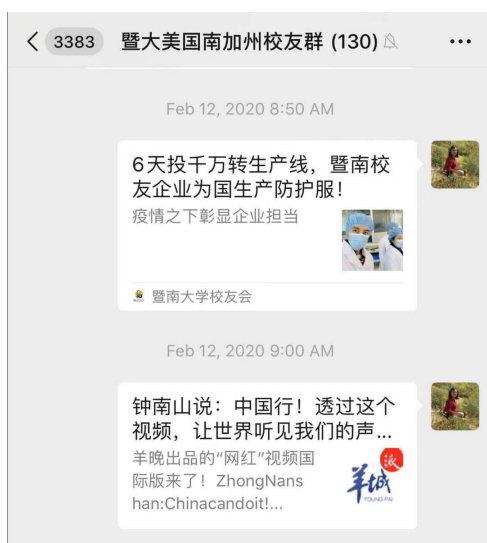 3383 暨大美国南加州校友群 (130)
Feb 12, 2020 8:50 AM
6天投千万转生产线，暨南校
友企业为国生产防护服！
疫情之下彰显企业担当
暨南大学校友会
Feb 12, 2020 9:00 AM
钟南山说：中国行！透过这个
视频，让世界听见我们的声...
羊晚出品的“网红”视频国
际版来了！ZhongNans
han:Chinacandoit!...
羊城
派
YOUNG PAI